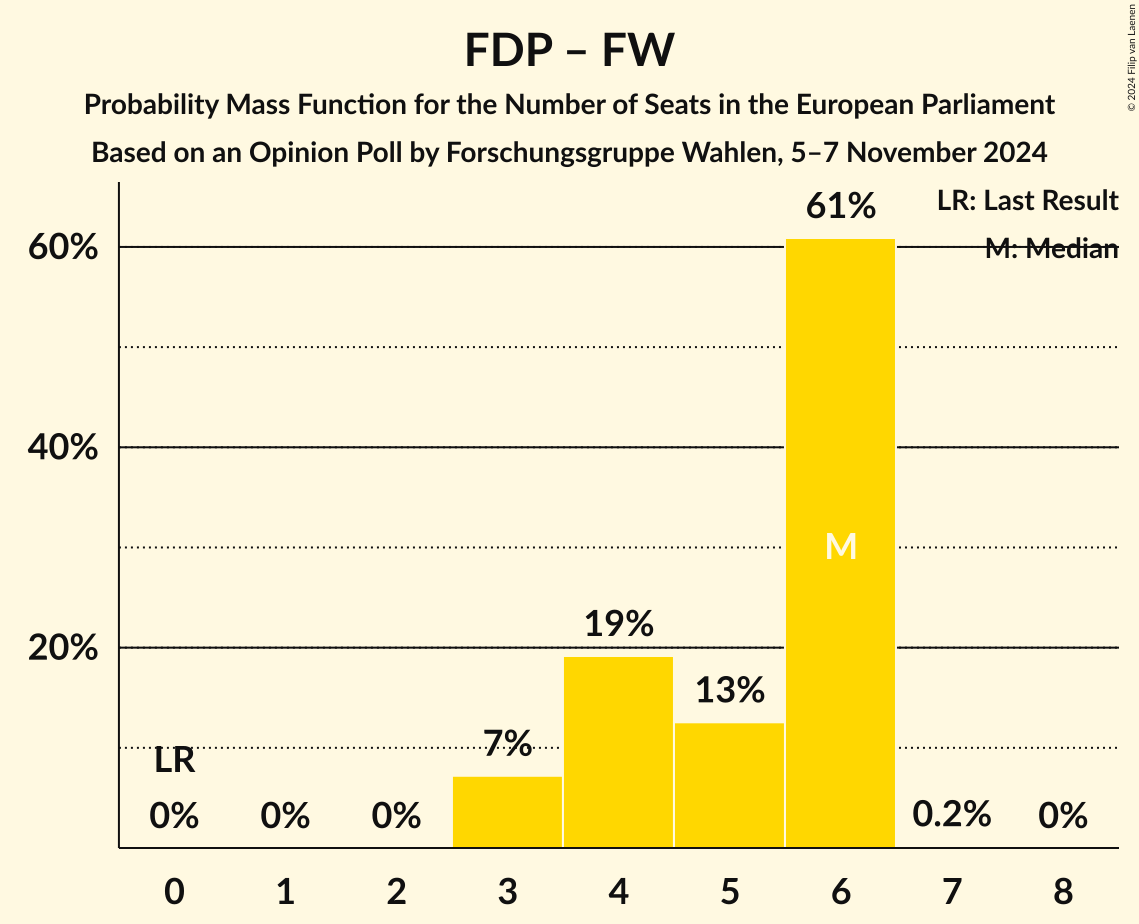 FDP – FW
Probability Mass Function for the Number of Seats in the European Parliament
Based on an Opinion Poll by Forschungsgruppe Wahlen, 5–7 November 2024
© 2024 Filip van Laenen
LR: Last Result
M: Median
60%
40%
20%
LR
0%
0%
0%
7%
19%
13%
61%
M
0.2%
0%
0
1
2
3
4
5
6
7
8